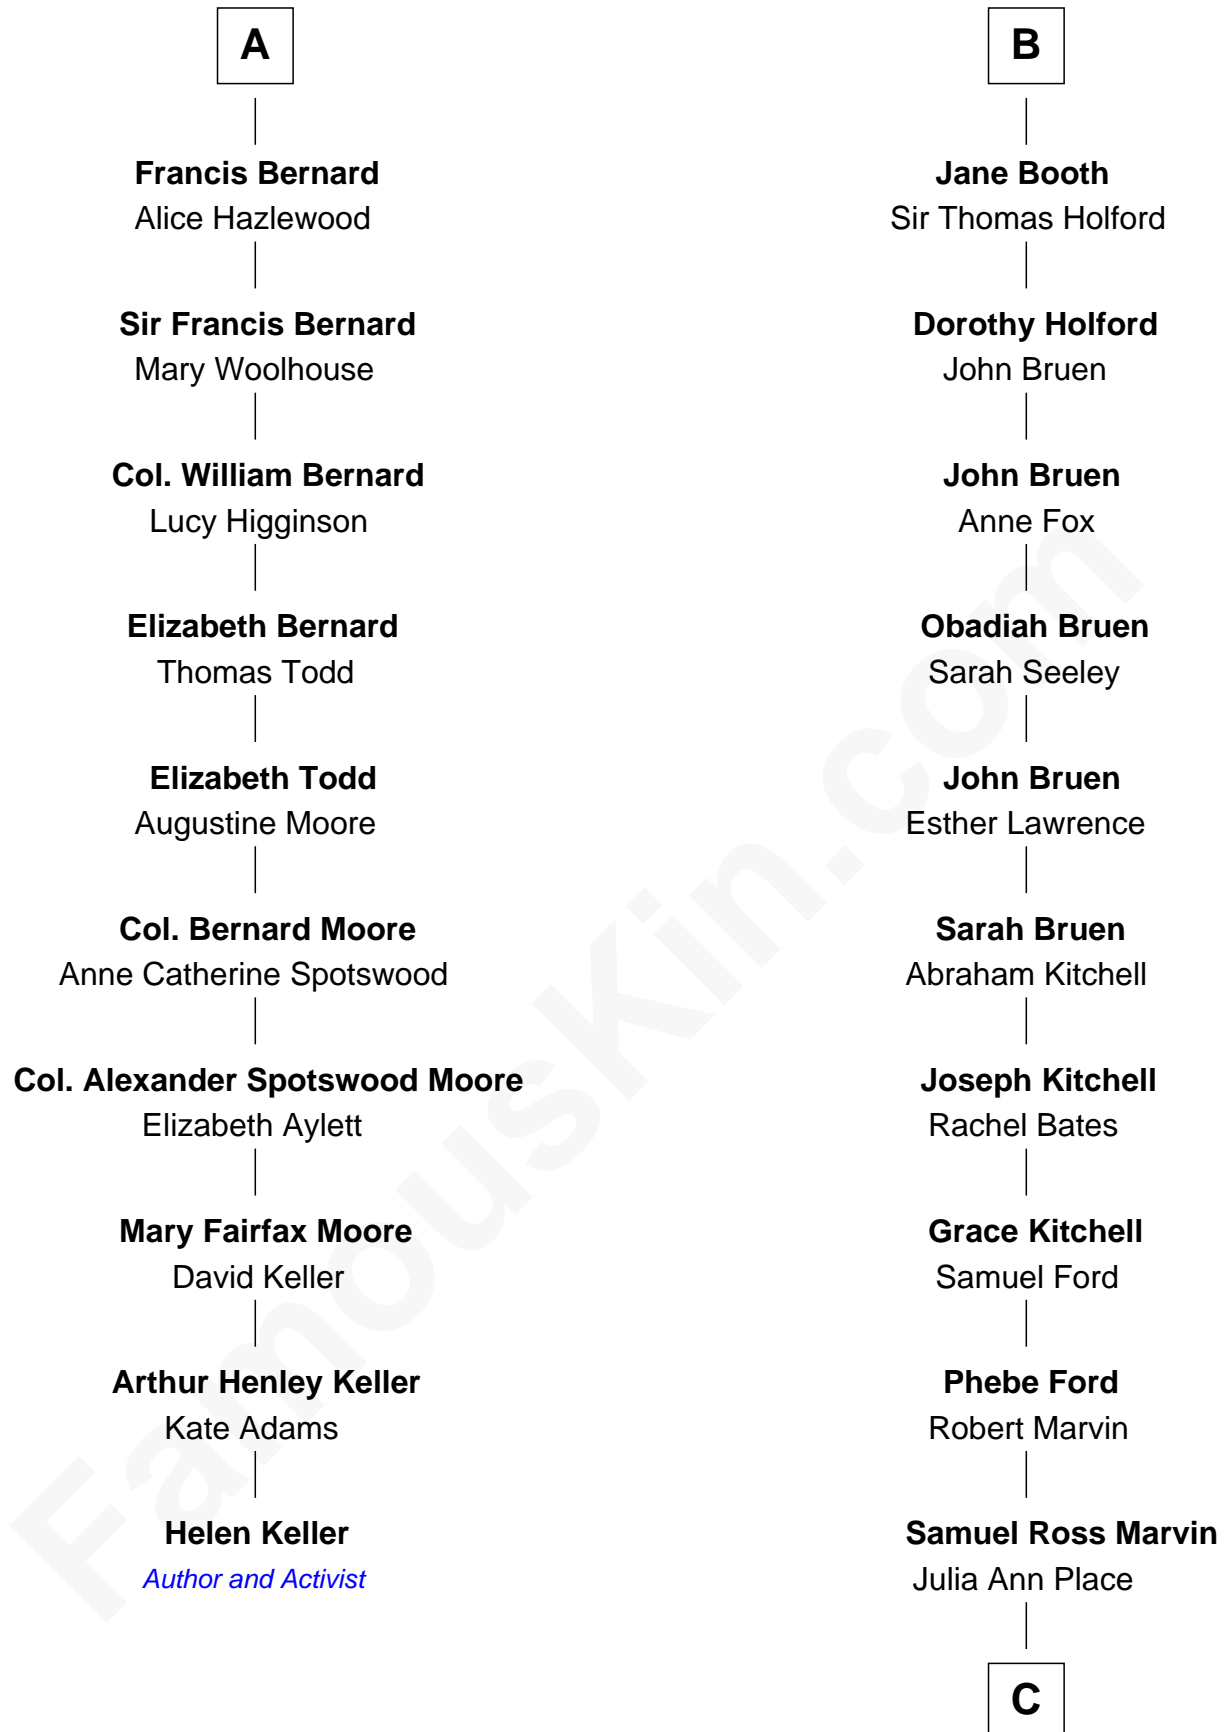 A
Francis Bernard
Alice Hazlewood
Sir Francis Bernard
Mary Woolhouse
Col. William Bernard
Lucy Higginson
Elizabeth Bernard
Thomas Todd
Elizabeth Todd
Augustine Moore
Col. Bernard Moore
Anne Catherine Spotswood
Col. Alexander Spotswood Moore
Elizabeth Aylett
Mary Fairfax Moore
David Keller
Arthur Henley Keller
Kate Adams
Helen Keller
Author and Activist
B
Jane Booth
Sir Thomas Holford
Dorothy Holford
John Bruen
John Bruen
Anne Fox
Obadiah Bruen
Sarah Seeley
John Bruen
Esther Lawrence
Sarah Bruen
Abraham Kitchell
Joseph Kitchell
Rachel Bates
Grace Kitchell
Samuel Ford
Phebe Ford
Robert Marvin
Samuel Ross Marvin
Julia Ann Place
C
FamousKin.com